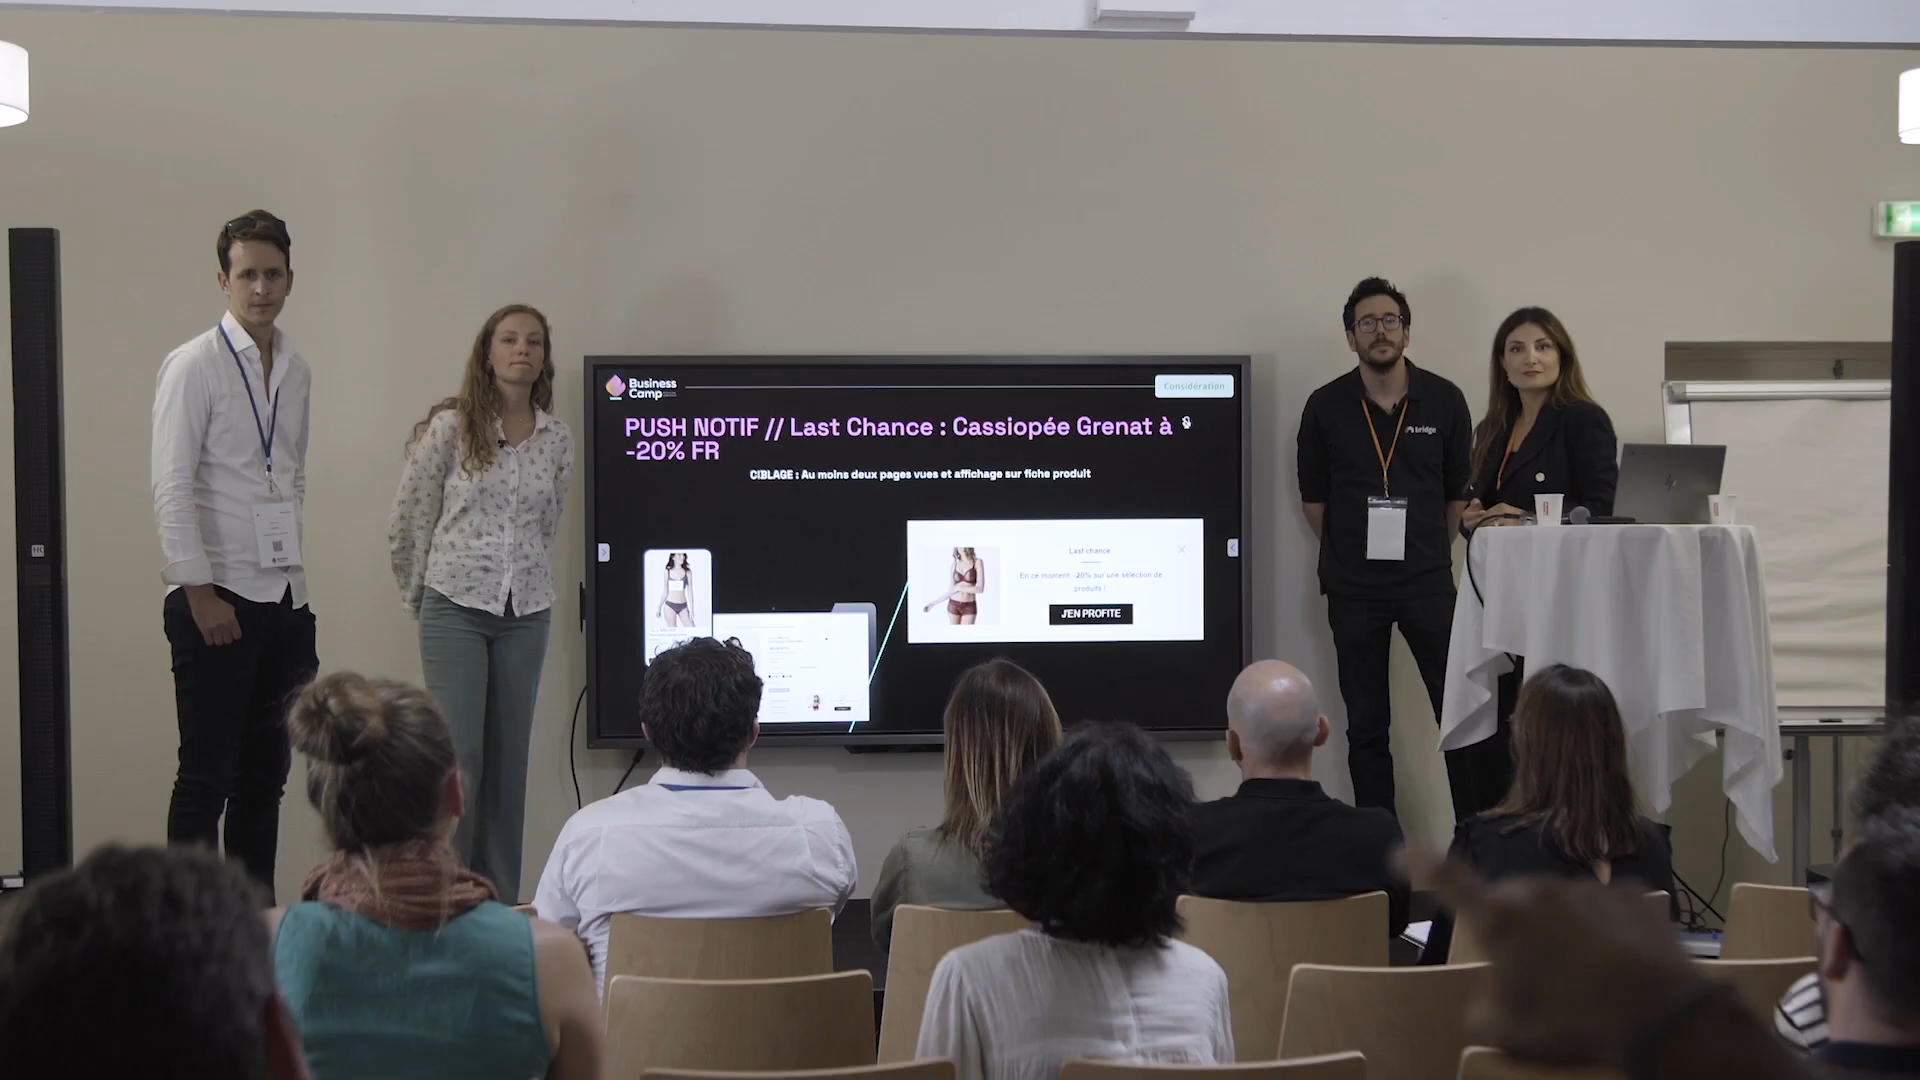 Business
Camp
Considération
PUSH NOTIF // Last Chance : Cassiopée Grenat à
-20% FR
CIBLAGE : Au moins deux pages vues et affichage sur fiche produit
Last chance
En ce moment -20% sur une sélection de
produits !
J'EN PROFITE
bridge
HK